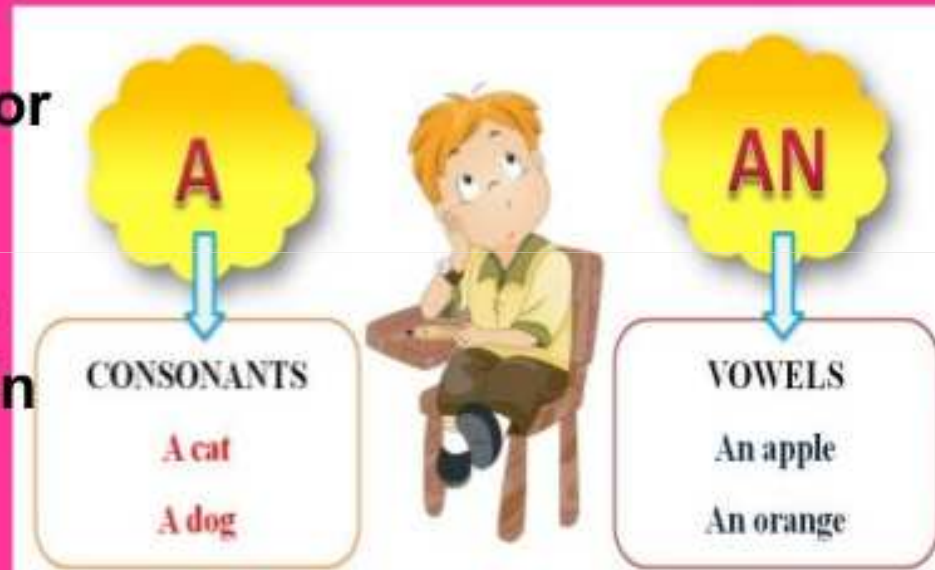 or
A
AN
n
CONSONANTS
A cat
A dog
VOWELS
An apple
An orange